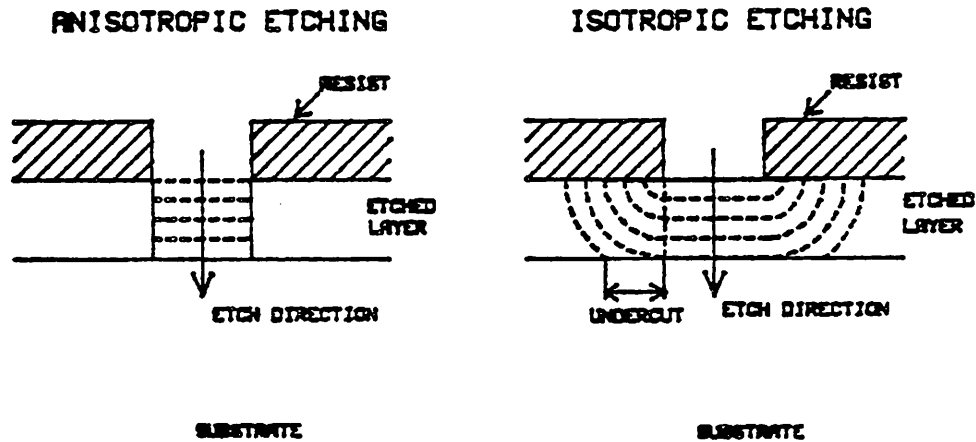 ANISOTROPIC ETCHING
RESIST
ETCHED
LAYER
ETCH DIRECTION
SUBSTRATE
ISOTROPIC ETCHING
RESIST
ETCHED
LAYER
UNDERCUT
ETCH DIRECTION
SUBSTRATE